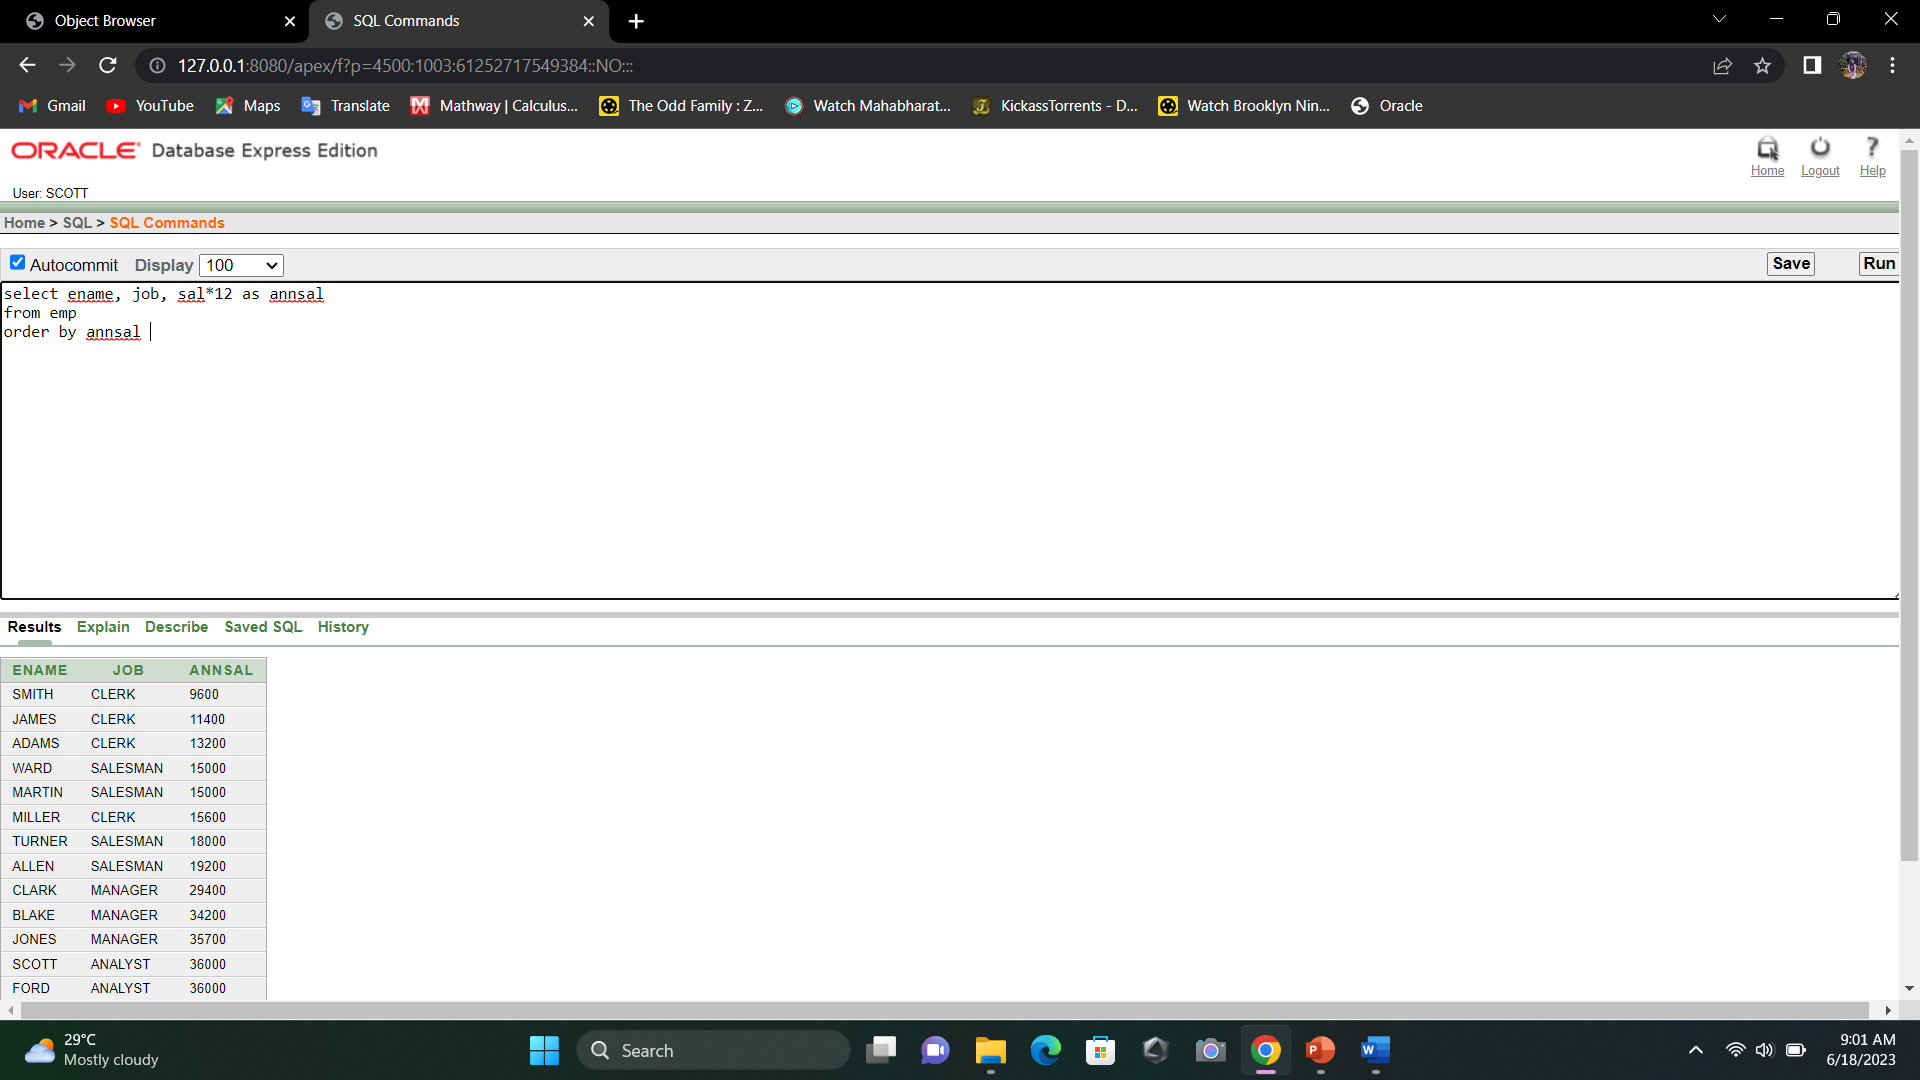 Object Browser
SQL Commands
127.0.0.1:8080/apex/f?p=4500:1003:61252717549384::NO:::
Gmail YouTube Maps Translate Mathway | Calculus... The Odd Family : Z... Watch Mahabharat... KickassTorrents - D... Watch Brooklyn Nin... Oracle
ORACLE Database Express Edition
Home Logout Help
User: SCOTT
Home > SQL > SQL Commands
Autocommit Display 100 Save Run
select ename, job, sal*12 as annsal
from emp
order by annsal
Results Explain Describe Saved SQL History
ENAME JOB ANNSAL
SMITH CLERK 9600
JAMES CLERK 11400
ADAMS CLERK 13200
WARD SALESMAN 15000
MARTIN SALESMAN 15000
MILLER CLERK 15600
TURNER SALESMAN 18000
ALLEN SALESMAN 19200
CLARK MANAGER 29400
BLAKE MANAGER 34200
JONES MANAGER 35700
SCOTT ANALYST 36000
FORD ANALYST 36000
29°C
Mostly cloudy
Search
9:01 AM
6/18/2023